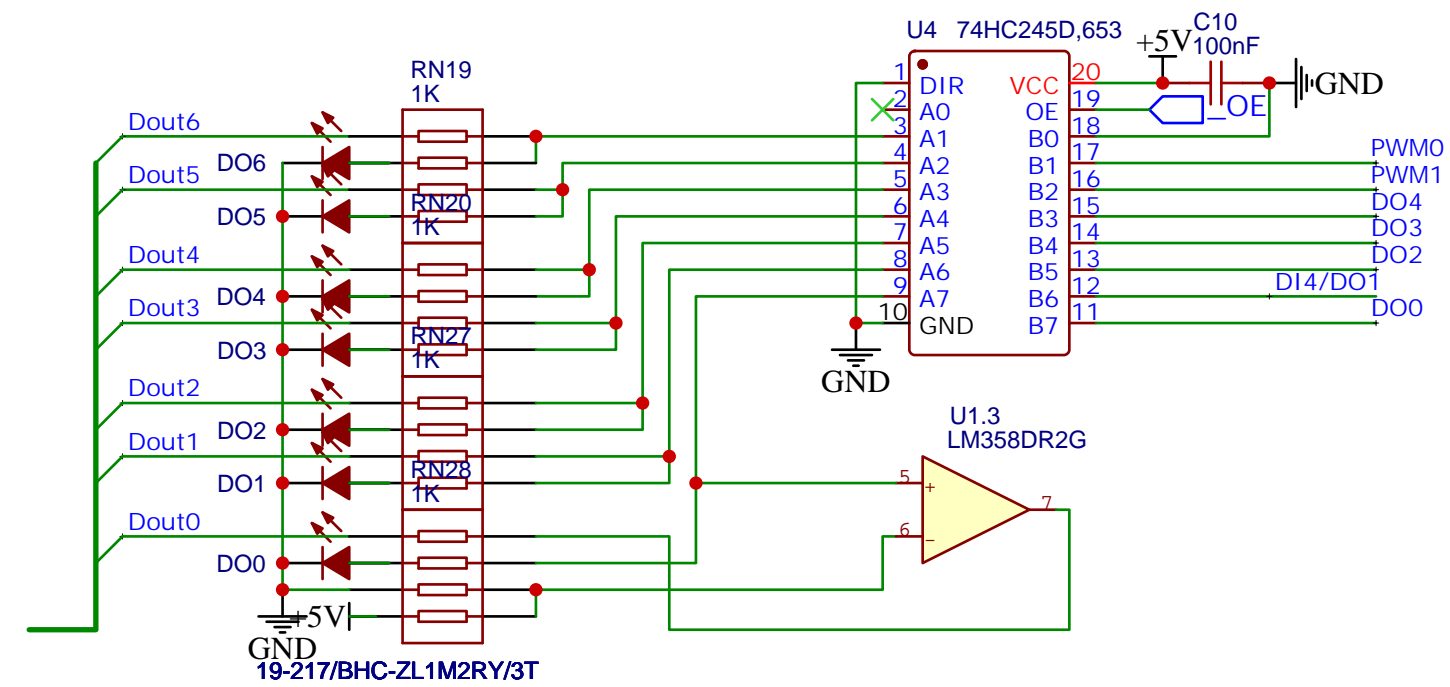 U4 74HC245D,653
C10
100nF
+5V
GND
RN19
1K
1 DIR
2 A0
3 A1
4 A2
5 A3
6 A4
7 A5
8 A6
9 A7
10 GND
VCC 20
OE 19
B0 18
B1 17
B2 16
B3 15
B4 14
B5 13
B6 12
B7 11
_OE
PWM0
PWM1
DO4
DO3
DO2
DI4/DO1
DO0
GND
Dout6
DO6
Dout5
DO5
RN20
1K
Dout4
DO4
Dout3
DO3
RN27
1K
Dout2
DO2
Dout1
DO1
RN28
1K
Dout0
DO0
+5V
GND
19-217/BHC-ZL1M2RY/3T
U1.3
LM358DR2G
5 +
6 -
7